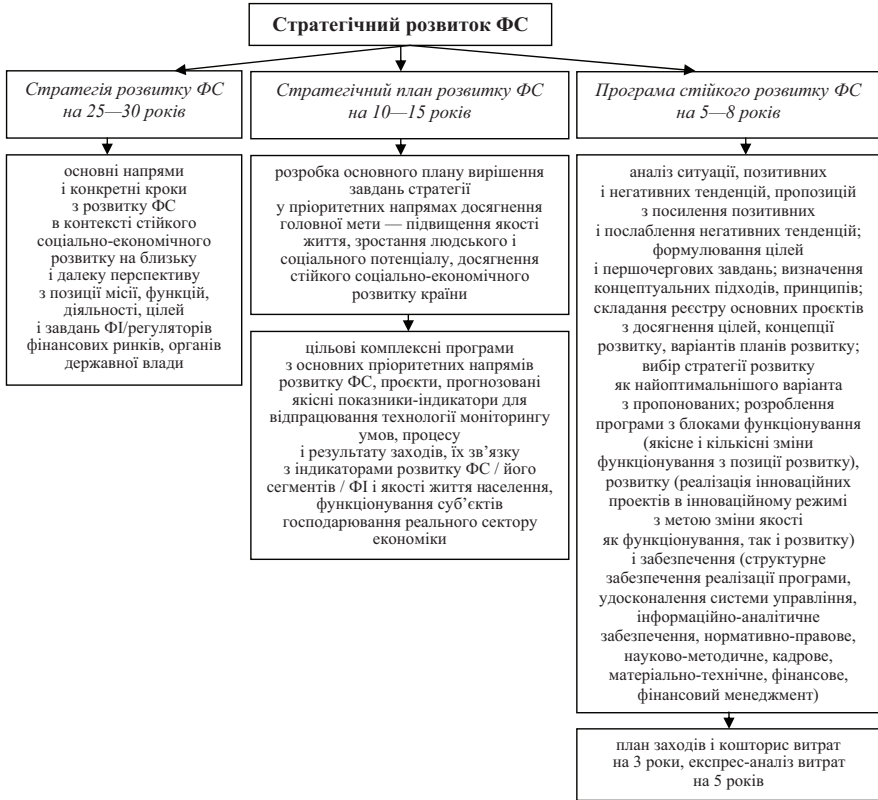 Стратегічний розвиток ФС
Стратегія розвитку ФС
на 25—30 років
Стратегічний план розвитку ФС
на 10—15 років
Програма стійкого розвитку ФС
на 5—8 років
основні напрями
і конкретні кроки
з розвитку ФС
в контексті стійкого
соціально-економічного
розвитку на близьку
і далеку перспективу
з позиції місії, функцій,
діяльності, цілей
і завдань ФІ/регуляторів
фінансових ринків, органів
державної влади
розробка основного плану вирішення
завдань стратегії
у пріоритетних напрямах досягнення
головної мети — підвищення якості
життя, зростання людського і
соціального потенціалу, досягнення
стійкого соціально-економічного
розвитку країни
цільові комплексні програми
з основних пріоритетних напрямів
розвитку ФС, проєкти, прогнозовані
якісні показники-індикатори для
відпрацювання технології моніторингу
умов, процесу
і результату заходів, їх зв’язку
з індикаторами розвитку ФС / його
сегментів / ФІ і якості життя населення,
функціонування суб’єктів
господарювання реального сектору
економіки
аналіз ситуації, позитивних
і негативних тенденцій, пропозицій
з посилення позитивних
і послаблення негативних тенденцій;
формулювання цілей
і першочергових завдань; визначення
концептуальних підходів, принципів;
складання реєстру основних проєктів
з досягнення цілей, концепції
розвитку, варіантів планів розвитку;
вибір стратегії розвитку
як найоптимальнішого варіанта
з пропонованих; розроблення
програми з блоками функціонування
(якісне і кількісні зміни
функціонування з позиції розвитку),
розвитку (реалізація інноваційних
проектів в інноваційному режимі
з метою зміни якості
як функціонування, так і розвитку)
і забезпечення (структурне
забезпечення реалізації програми,
удосконалення системи управління,
інформаційно-аналітичне
забезпечення, нормативно-правове,
науково-методичне, кадрове,
матеріально-технічне, фінансове,
фінансовий менеджмент)
план заходів і кошторис витрат
на 3 роки, експрес-аналіз витрат
на 5 років